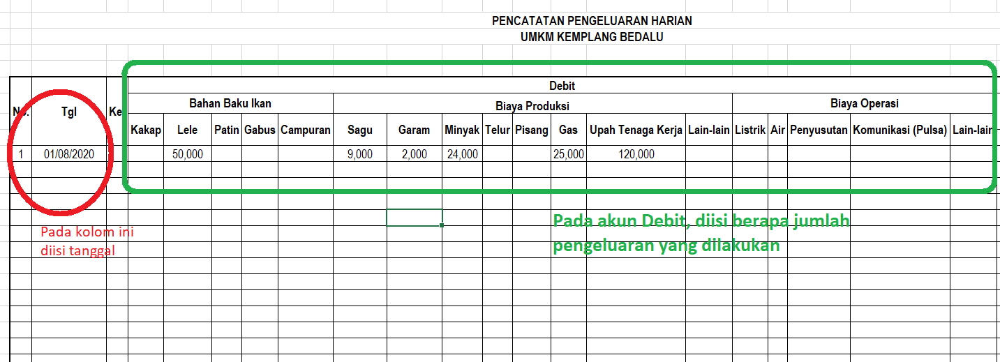 PENCATATAN PENGELUARAN HARIAN
UMKM KEMPLANG BEDALU
Debit
No. Tgl Ke Bahan Baku Ikan Biaya Produksi Biaya Operasi
Kakap Lele Patin Gabus Campuran Sagu Garam Minyak Telur Pisang Gas Upah Tenaga Kerja Lain-lain Listrik Air Penyusutan Komunikasi (Pulsa) Lain-lain
1 01/08/2020 50,000 9,000 2,000 24,000 25,000 120,000
Pada kolom ini
diisi tanggal
Pada akun Debit, diisi berapa jumlah
pengeluaran yang dilakukan